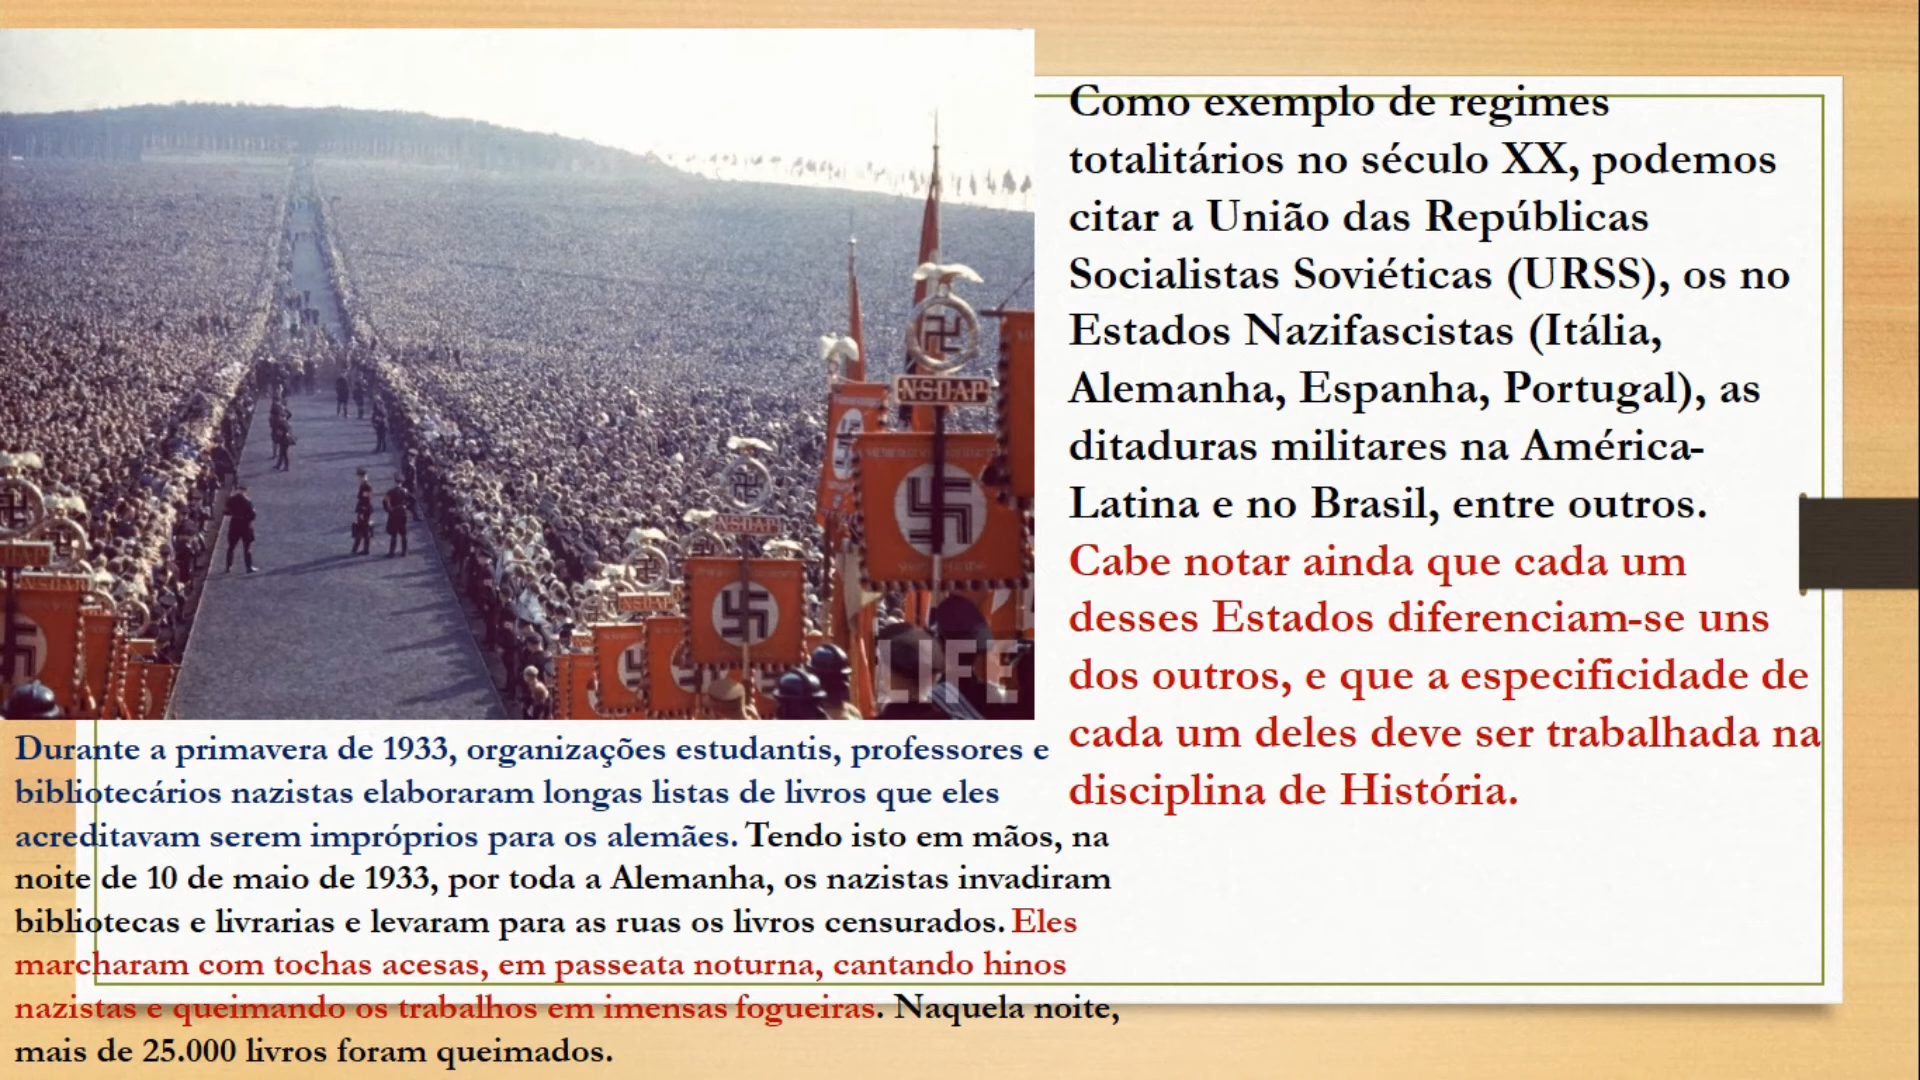 Como exemplo de regimes
totalitários no século XX, podemos
citar a União das Repúblicas
Socialistas Soviéticas (URSS), os no
Estados Nazifascistas (Itália,
Alemanha, Espanha, Portugal), as
ditaduras militares na América-
Latina e no Brasil, entre outros.
Cabe notar ainda que cada um
desses Estados diferenciam-se uns
dos outros, e que a especificidade de
cada um deles deve ser trabalhada na
disciplina de História.
NSDAP
NSDAP
NSDAP
LIFE
Durante a primavera de 1933, organizações estudantis, professores e
bibliotecários nazistas elaboraram longas listas de livros que eles
acreditavam serem impróprios para os alemães. Tendo isto em mãos, na
noite de 10 de maio de 1933, por toda a Alemanha, os nazistas invadiram
bibliotecas e livrarias e levaram para as ruas os livros censurados. Eles
marcharam com tochas acesas, em passeata noturna, cantando hinos
nazistas e queimando os trabalhos em imensas fogueiras. Naquela noite,
mais de 25.000 livros foram queimados.